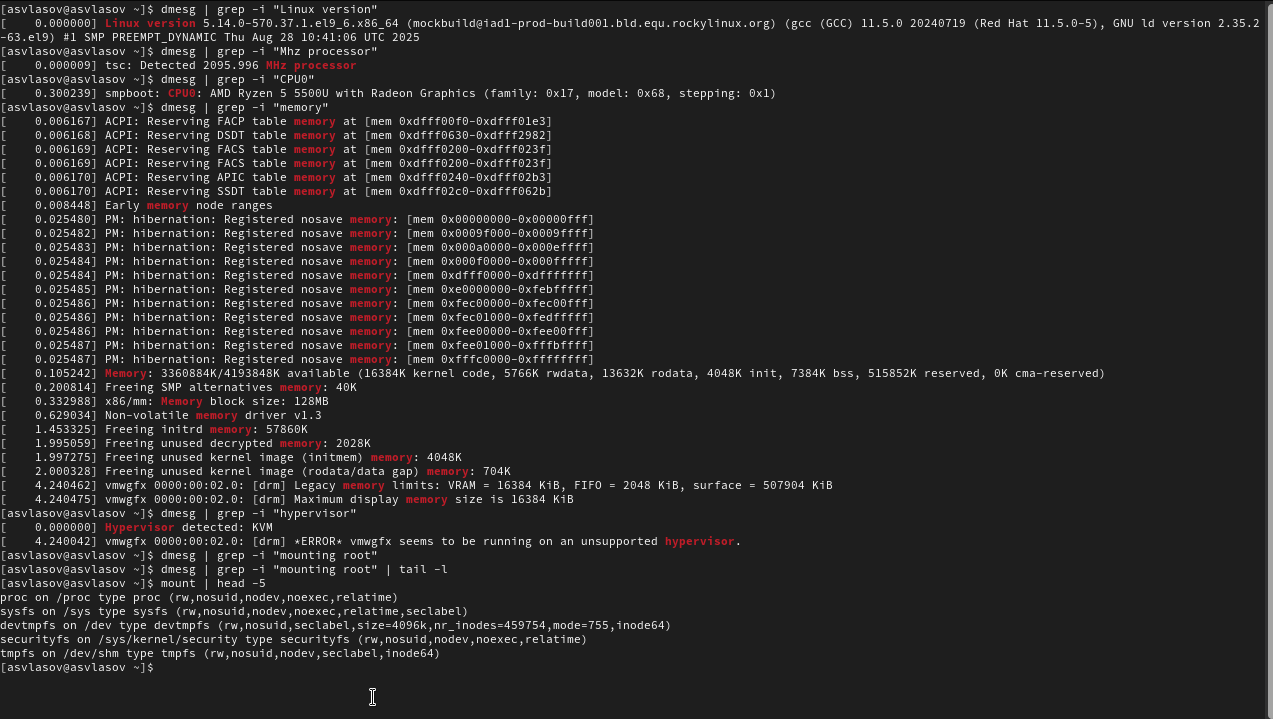 [asvlasov@asvlasov ~]$ dmesg | grep -i "Linux version"
[    0.000000] Linux version 5.14.0-570.37.1.el9_6.x86_64 (mockbuild@iad1-prod-build001.bld.equ.rockylinux.org) (gcc (GCC) 11.5.0 20240719 (Red Hat 11.5.0-5), GNU ld version 2.35.2
-63.el9) #1 SMP PREEMPT_DYNAMIC Thu Aug 28 10:41:06 UTC 2025
[asvlasov@asvlasov ~]$ dmesg | grep -i "Mhz processor"
[    0.000009] tsc: Detected 2095.996 MHz processor
[asvlasov@asvlasov ~]$ dmesg | grep -i "CPU0"
[    0.300239] smpboot: CPU0: AMD Ryzen 5 5500U with Radeon Graphics (family: 0x17, model: 0x68, stepping: 0x1)
[asvlasov@asvlasov ~]$ dmesg | grep -i "memory"
[    0.006167] ACPI: Reserving FACP table memory at [mem 0xdfff00f0-0xdfff01e3]
[    0.006168] ACPI: Reserving DSDT table memory at [mem 0xdfff0630-0xdfff2982]
[    0.006169] ACPI: Reserving FACS table memory at [mem 0xdfff0200-0xdfff023f]
[    0.006169] ACPI: Reserving FACS table memory at [mem 0xdfff0200-0xdfff023f]
[    0.006170] ACPI: Reserving APIC table memory at [mem 0xdfff0240-0xdfff02b3]
[    0.006170] ACPI: Reserving SSDT table memory at [mem 0xdfff02c0-0xdfff062b]
[    0.008448] Early memory node ranges
[    0.025480] PM: hibernation: Registered nosave memory: [mem 0x00000000-0x00000fff]
[    0.025482] PM: hibernation: Registered nosave memory: [mem 0x0009f000-0x0009ffff]
[    0.025483] PM: hibernation: Registered nosave memory: [mem 0x000a0000-0x000effff]
[    0.025484] PM: hibernation: Registered nosave memory: [mem 0x000f0000-0x000fffff]
[    0.025484] PM: hibernation: Registered nosave memory: [mem 0xdfff0000-0xdfffffff]
[    0.025485] PM: hibernation: Registered nosave memory: [mem 0xe0000000-0xfebfffff]
[    0.025486] PM: hibernation: Registered nosave memory: [mem 0xfec00000-0xfec00fff]
[    0.025486] PM: hibernation: Registered nosave memory: [mem 0xfec01000-0xfedfffff]
[    0.025486] PM: hibernation: Registered nosave memory: [mem 0xfee00000-0xfee00fff]
[    0.025487] PM: hibernation: Registered nosave memory: [mem 0xfee01000-0xfffbffff]
[    0.025487] PM: hibernation: Registered nosave memory: [mem 0xfffc0000-0xffffffff]
[    0.105242] Memory: 3360884K/4193848K available (16384K kernel code, 5766K rwdata, 13632K rodata, 4048K init, 7384K bss, 515852K reserved, 0K cma-reserved)
[    0.200814] Freeing SMP alternatives memory: 40K
[    0.332988] x86/mm: Memory block size: 128MB
[    0.629034] Non-volatile memory driver v1.3
[    1.453325] Freeing initrd memory: 57860K
[    1.995059] Freeing unused decrypted memory: 2028K
[    1.997275] Freeing unused kernel image (initmem) memory: 4048K
[    2.000328] Freeing unused kernel image (rodata/data gap) memory: 704K
[    4.240462] vmwgfx 0000:00:02.0: [drm] Legacy memory limits: VRAM = 16384 KiB, FIFO = 2048 KiB, surface = 507904 KiB
[    4.240475] vmwgfx 0000:00:02.0: [drm] Maximum display memory size is 16384 KiB
[asvlasov@asvlasov ~]$ dmesg | grep -i "hypervisor"
[    0.000000] Hypervisor detected: KVM
[    4.240042] vmwgfx 0000:00:02.0: [drm] *ERROR* vmwgfx seems to be running on an unsupported hypervisor.
[asvlasov@asvlasov ~]$ dmesg | grep -i "mounting root"
[asvlasov@asvlasov ~]$ dmesg | grep -i "mounting root" | tail -l
[asvlasov@asvlasov ~]$ mount | head -5
proc on /proc type proc (rw,nosuid,nodev,noexec,relatime)
sysfs on /sys type sysfs (rw,nosuid,nodev,noexec,relatime,seclabel)
devtmpfs on /dev type devtmpfs (rw,nosuid,seclabel,size=4096k,nr_inodes=459754,mode=755,inode64)
securityfs on /sys/kernel/security type securityfs (rw,nosuid,nodev,noexec,relatime)
tmpfs on /dev/shm type tmpfs (rw,nosuid,nodev,seclabel,inode64)
[asvlasov@asvlasov ~]$